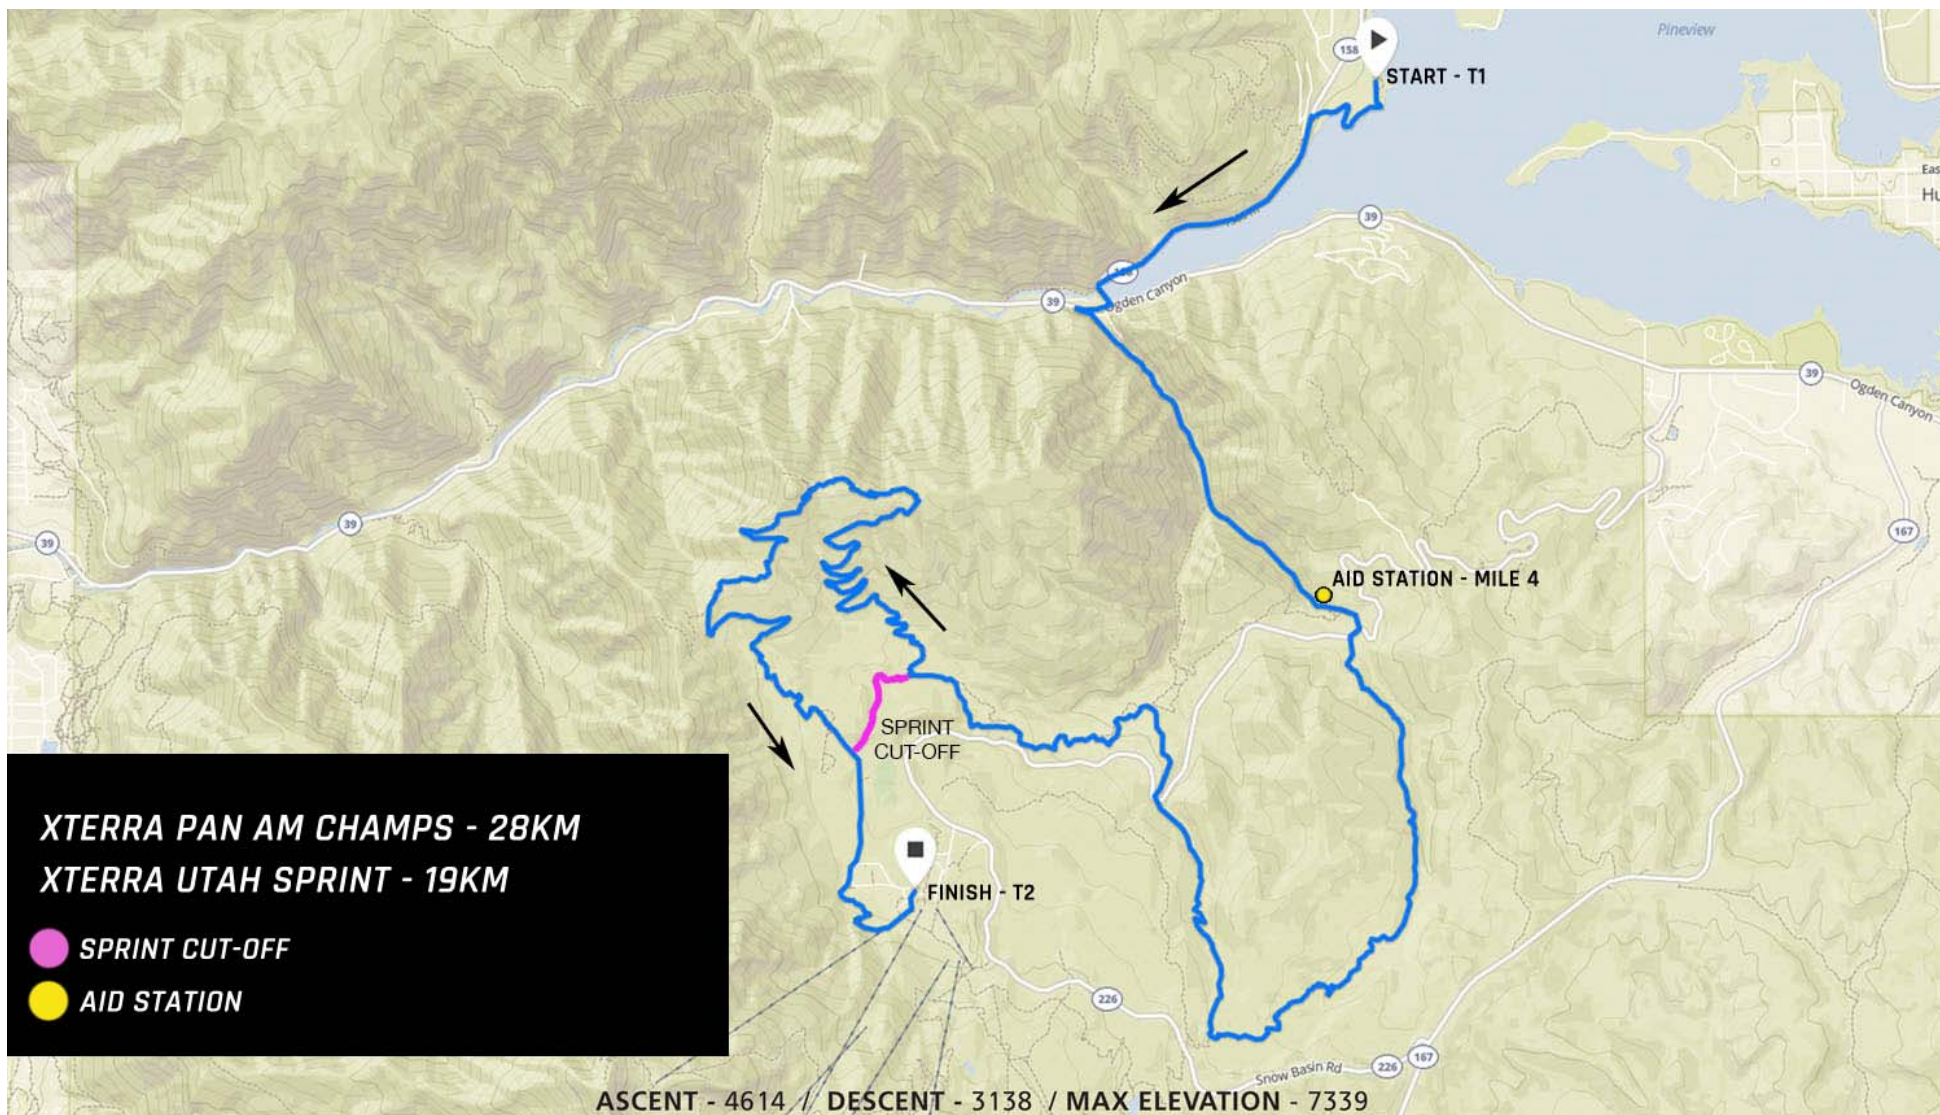 Pineview
158
START - T1
Eas
Hu
39
158
39
Ogden Canyon
39
Ogden Canyon
39
39
167
AID STATION - MILE 4
SPRINT
CUT-OFF
XTERRA PAN AM CHAMPS - 28KM
XTERRA UTAH SPRINT - 19KM
SPRINT CUT-OFF
AID STATION
FINISH - T2
226
Snow Basin Rd
226
167
ASCENT - 4614 / DESCENT - 3138 / MAX ELEVATION - 7339